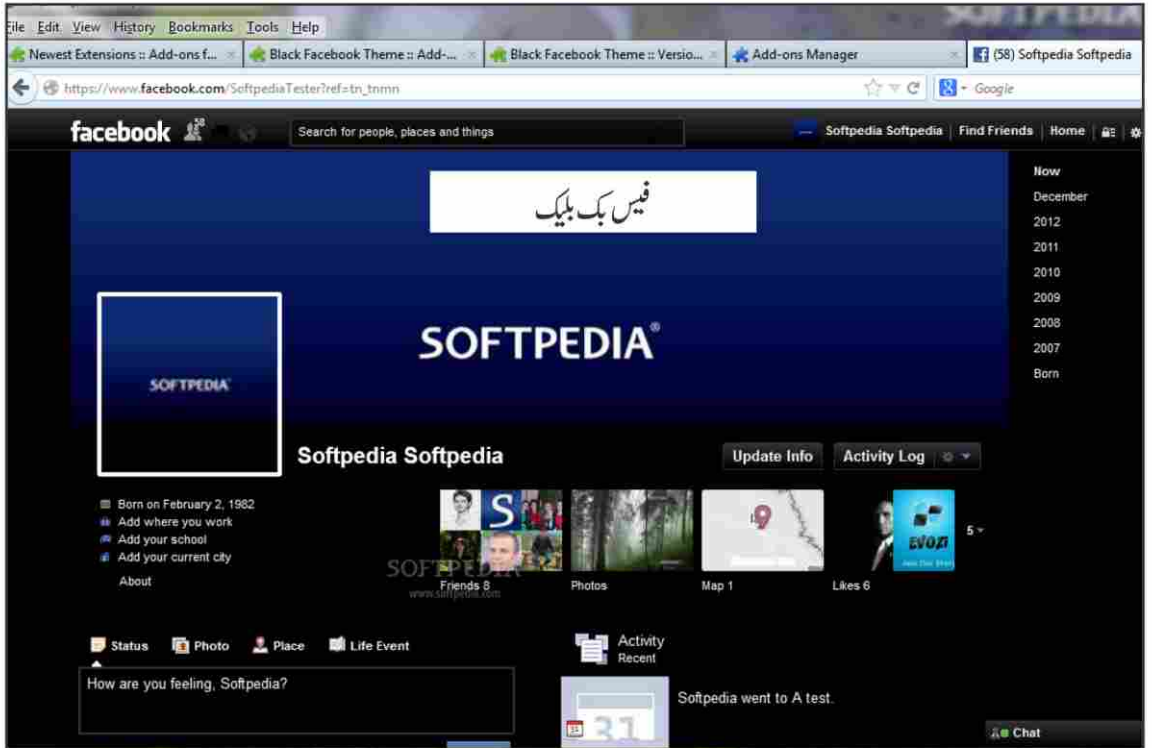 SOFTPEDIA
File Edit View History Bookmarks Tools Help
Newest Extensions :: Add-ons f... × Black Facebook Theme :: Add-... × Black Facebook Theme :: Versio... × Add-ons Manager × (58) Softpedia Softpedia
https://www.facebook.com/SoftpediaTester?ref=tn_tnmn Google
facebook Search for people, places and things Softpedia Softpedia Find Friends Home
فیس بک بلیک
Now
December
2012
2011
2010
2009
2008
2007
Born
SOFTPEDIA®
SOFTPEDIA
Softpedia Softpedia Update Info Activity Log
Born on February 2, 1982
Add where you work
Add your school
Add your current city
About
S
9
EVOZI
5
SOFTPEDIA
www.softpedia.com
Friends 8 Photos Map 1 Likes 6
Status Photo Place Life Event
Activity
Recent
How are you feeling, Softpedia?
Softpedia went to A test.
31
31
Chat